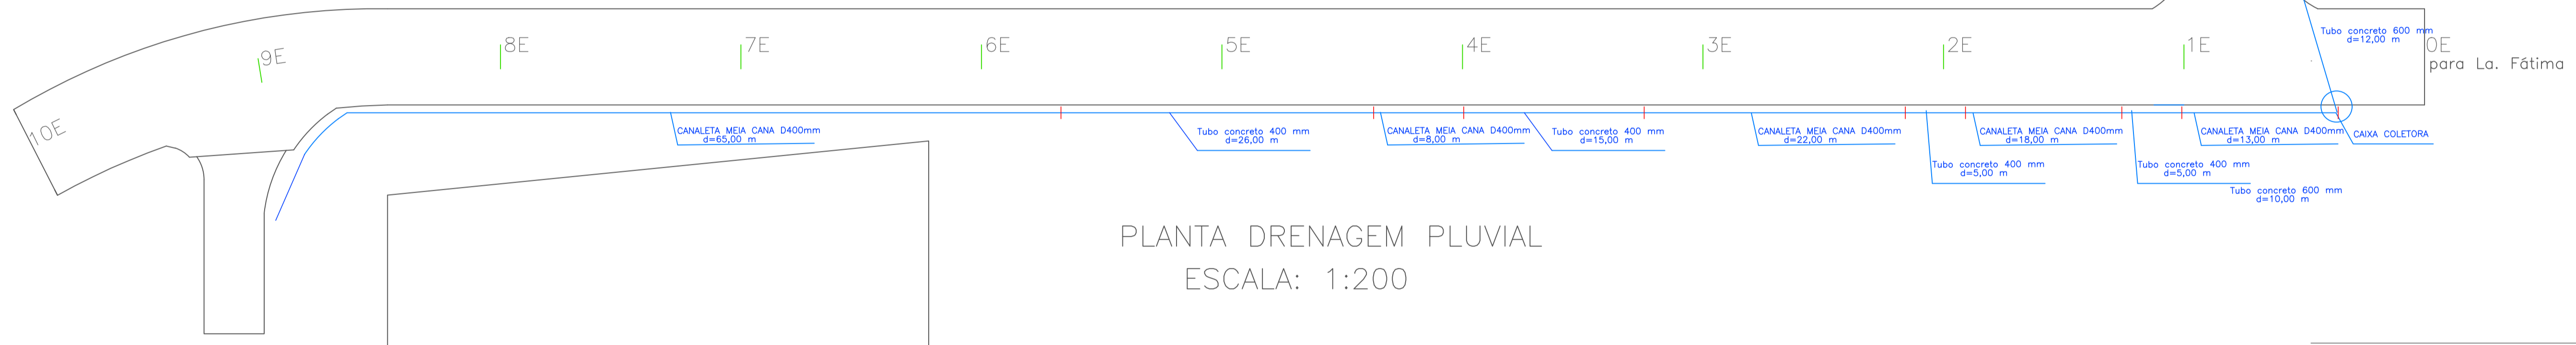 Tubo concreto 600 mm
d=12,00 m
10E
9E
8E
7E
6E
5E
4E
3E
2E
1E
0E
para La. Fátima
CANALETA MEIA CANA D400mm
d=65,00 m
Tubo concreto 400 mm
d=26,00 m
CANALETA MEIA CANA D400mm
d=8,00 m
Tubo concreto 400 mm
d=15,00 m
CANALETA MEIA CANA D400mm
d=22,00 m
CANALETA MEIA CANA D400mm
d=18,00 m
CANALETA MEIA CANA D400mm
d=13,00 m
CAIXA COLETORA
Tubo concreto 400 mm
d=5,00 m
Tubo concreto 400 mm
d=5,00 m
Tubo concreto 600 mm
d=10,00 m
PLANTA DRENAGEM PLUVIAL
ESCALA: 1:200